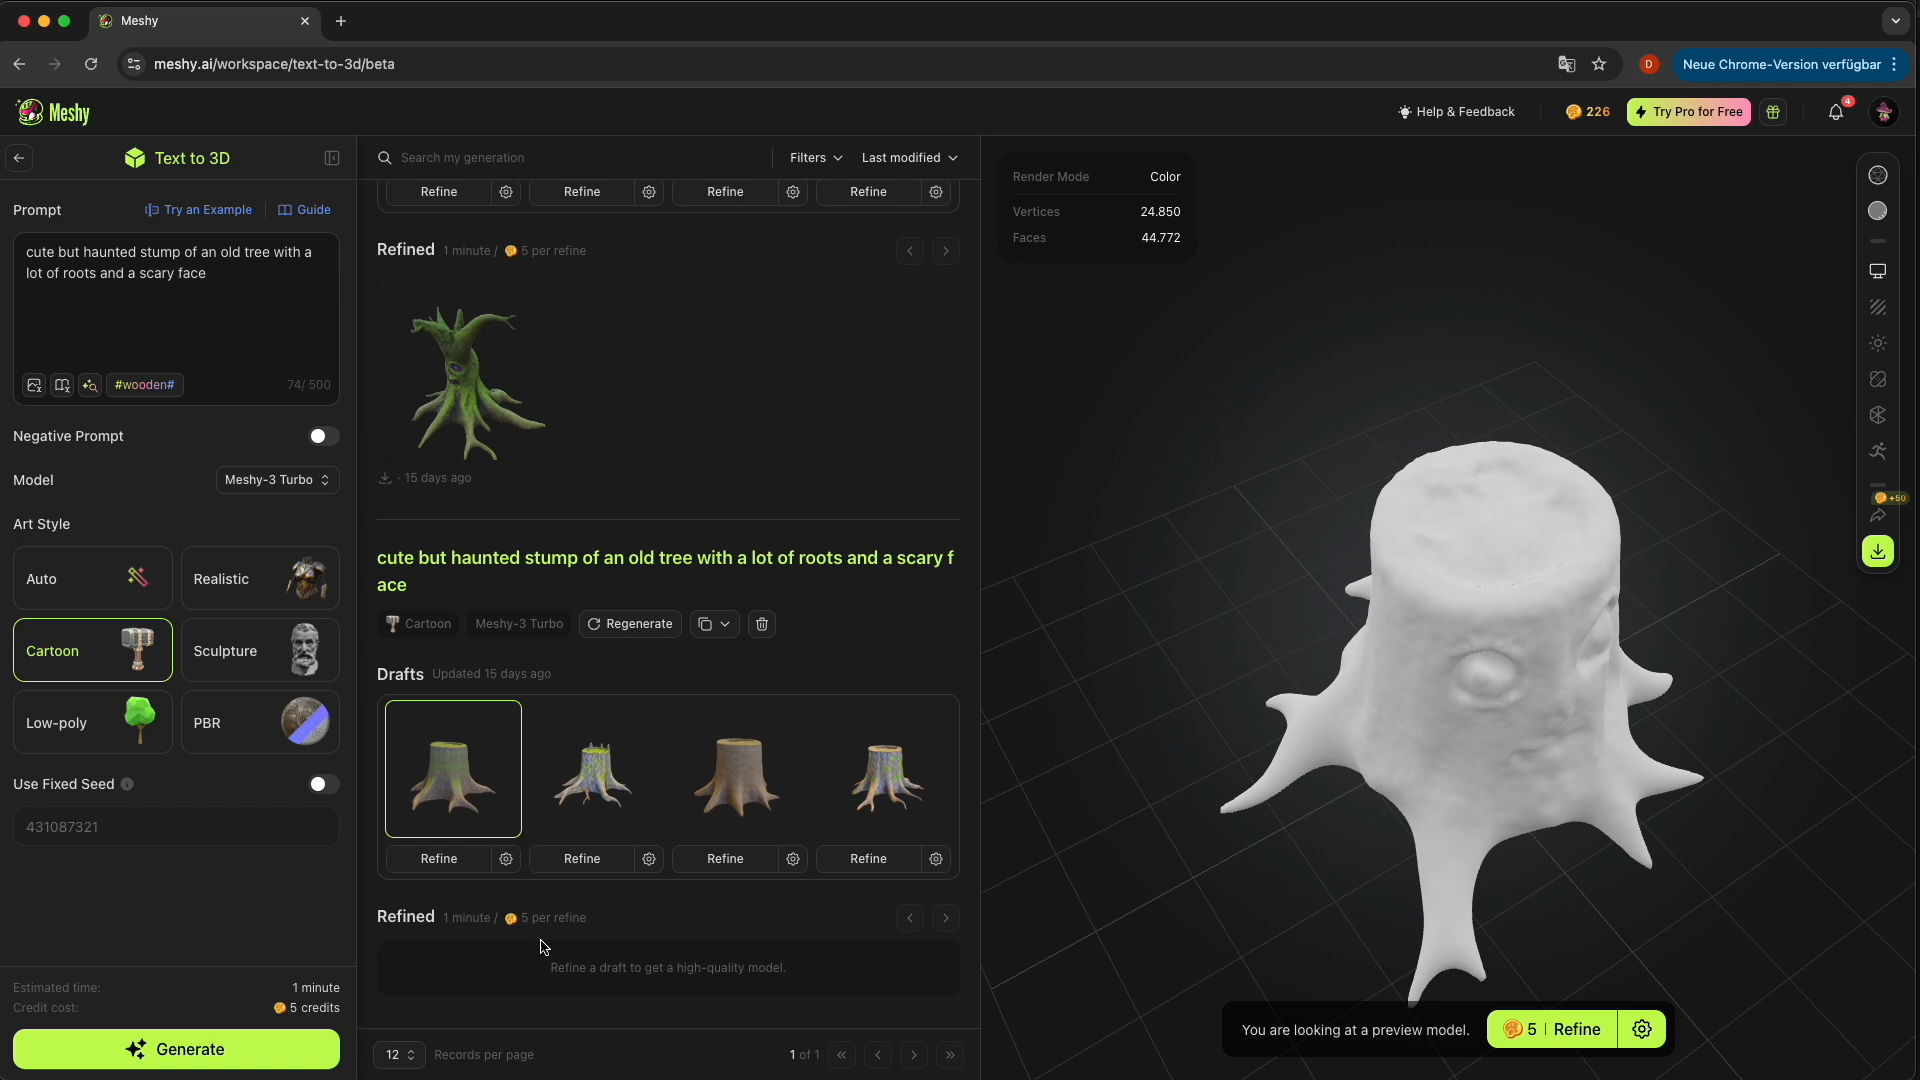 Meshy
meshy.ai/workspace/text-to-3d/beta
D
Neue Chrome-Version verfügbar
Meshy
Help & Feedback
226
Try Pro for Free
4
Text to 3D
Search my generation
Filters
Last modified
Prompt
Try an Example
Guide
cute but haunted stump of an old tree with a
lot of roots and a scary face
#wooden#
74/ 500
Negative Prompt
Model
Meshy-3 Turbo
Art Style
Auto
Realistic
Cartoon
Sculpture
Low-poly
PBR
Use Fixed Seed
431087321
Estimated time:
1 minute
Credit cost:
5 credits
Generate
Refine
Refine
Refine
Refine
Refined
1 minute /
5 per refine
· 15 days ago
cute but haunted stump of an old tree with a lot of roots and a scary f
ace
Cartoon
Meshy-3 Turbo
Regenerate
Drafts
Updated 15 days ago
Refine
Refine
Refine
Refine
Refined
1 minute /
5 per refine
Refine a draft to get a high-quality model.
12
Records per page
1 of 1
Render Mode
Color
Vertices
24.850
Faces
44.772
+50
You are looking at a preview model.
5
Refine